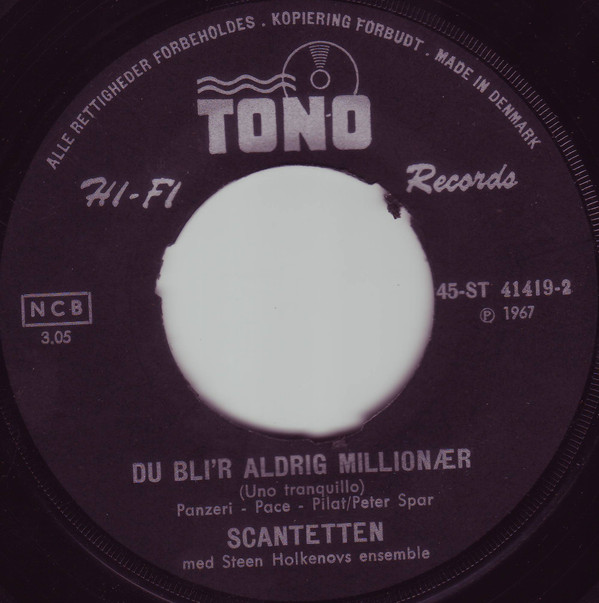 ALLE RETTIGHEDER FORBEHOLDES . KOPIERING FORBUDT . MADE IN DENMARK
TONO
HI-FI Records
NCB
3.05
45-ST 41419-2
Ⓟ 1967
DU BLI'R ALDRIG MILLIONÆR
(Uno tranquillo)
Panzeri - Pace - Pilat/Peter Spar
SCANTETTEN
med Steen Holkenovs ensemble